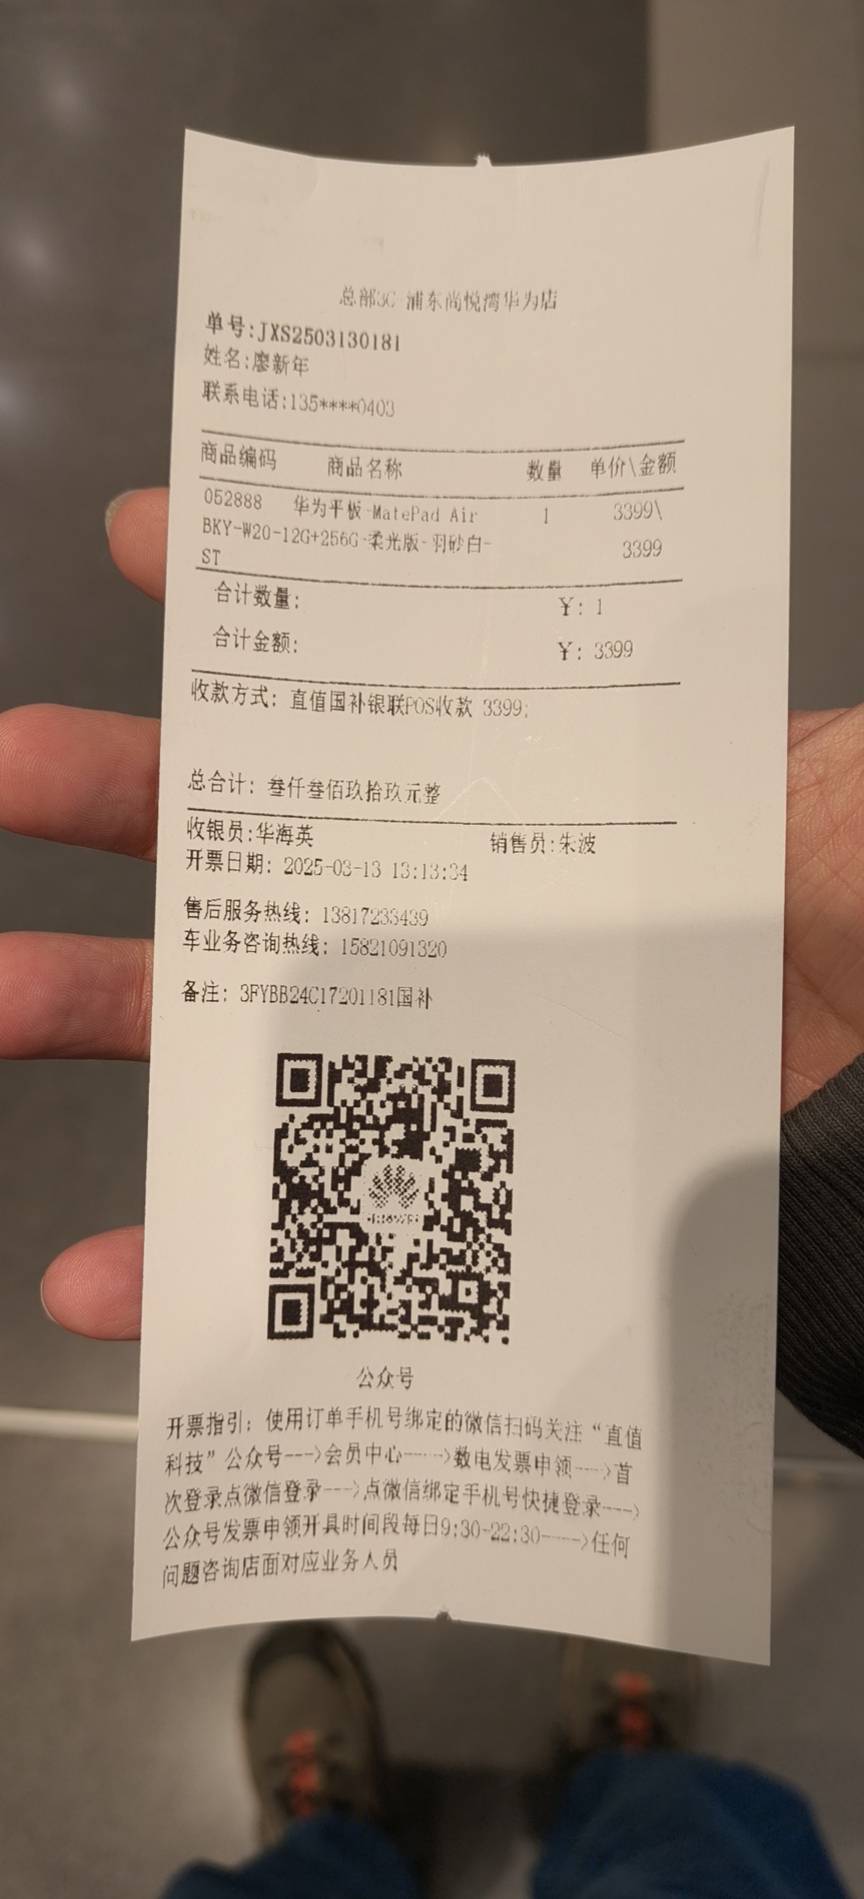 总部3C-浦东尚悦湾华为店
单号:JXS2503130181
姓名:廖新年
联系电话:135****0403
商品编码 商品名称 数量 单价\金额
052888 华为平板-MatePad Air 1 3399\
BKY-W20-12G+256G-柔光版-羽砂白- 3399
ST
合计数量: ¥: 1
合计金额: ¥: 3399
收款方式: 直值国补银联POS收款 3399;
总合计: 叁仟叁佰玖拾玖元整
收银员:华海英 销售员:朱波
开票日期: 2025-03-13 13:13:34
售后服务热线: 13817233439
车业务咨询热线: 15821091320
备注: 3FYBB24C17201181国补
公众号
开票指引: 使用订单手机号绑定的微信扫码关注“直值
科技”公众号--->会员中心----->数电发票申领---->首
次登录点微信登录--->点微信绑定手机号快捷登录--->
公众号发票申领开具时间段每日9:30-22:30---->任何
问题咨询店面对应业务人员